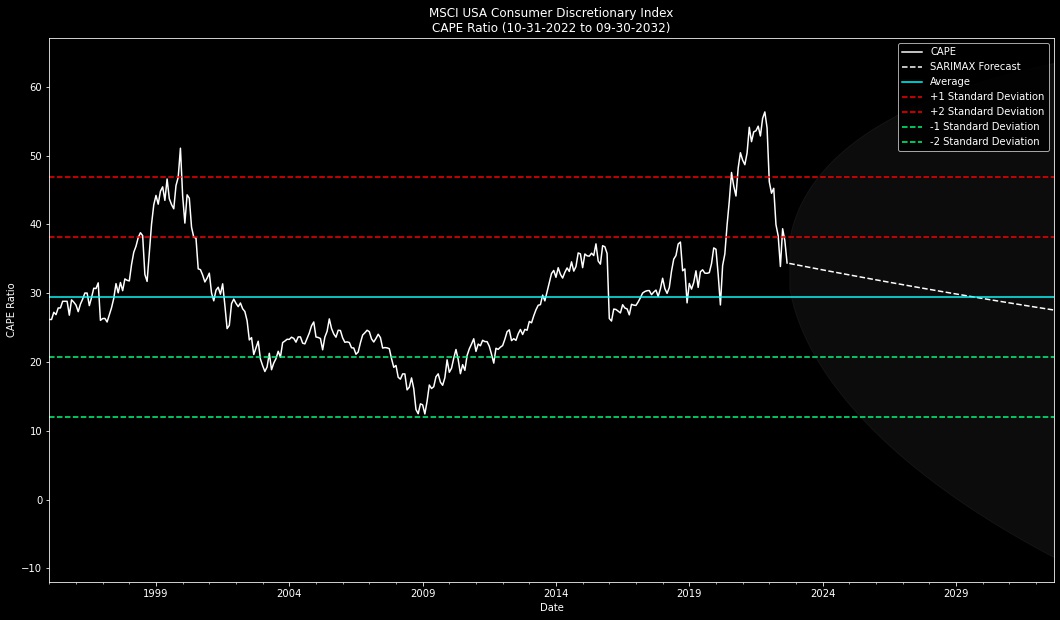 MSCI USA Consumer Discretionary Index
CAPE Ratio (10-31-2022 to 09-30-2032)
CAPE
SARIMAX Forecast
Average
+1 Standard Deviation
+2 Standard Deviation
-1 Standard Deviation
-2 Standard Deviation
CAPE Ratio
60
50
40
30
20
10
0
−10
1999
2004
2009
2014
2019
2024
2029
Date